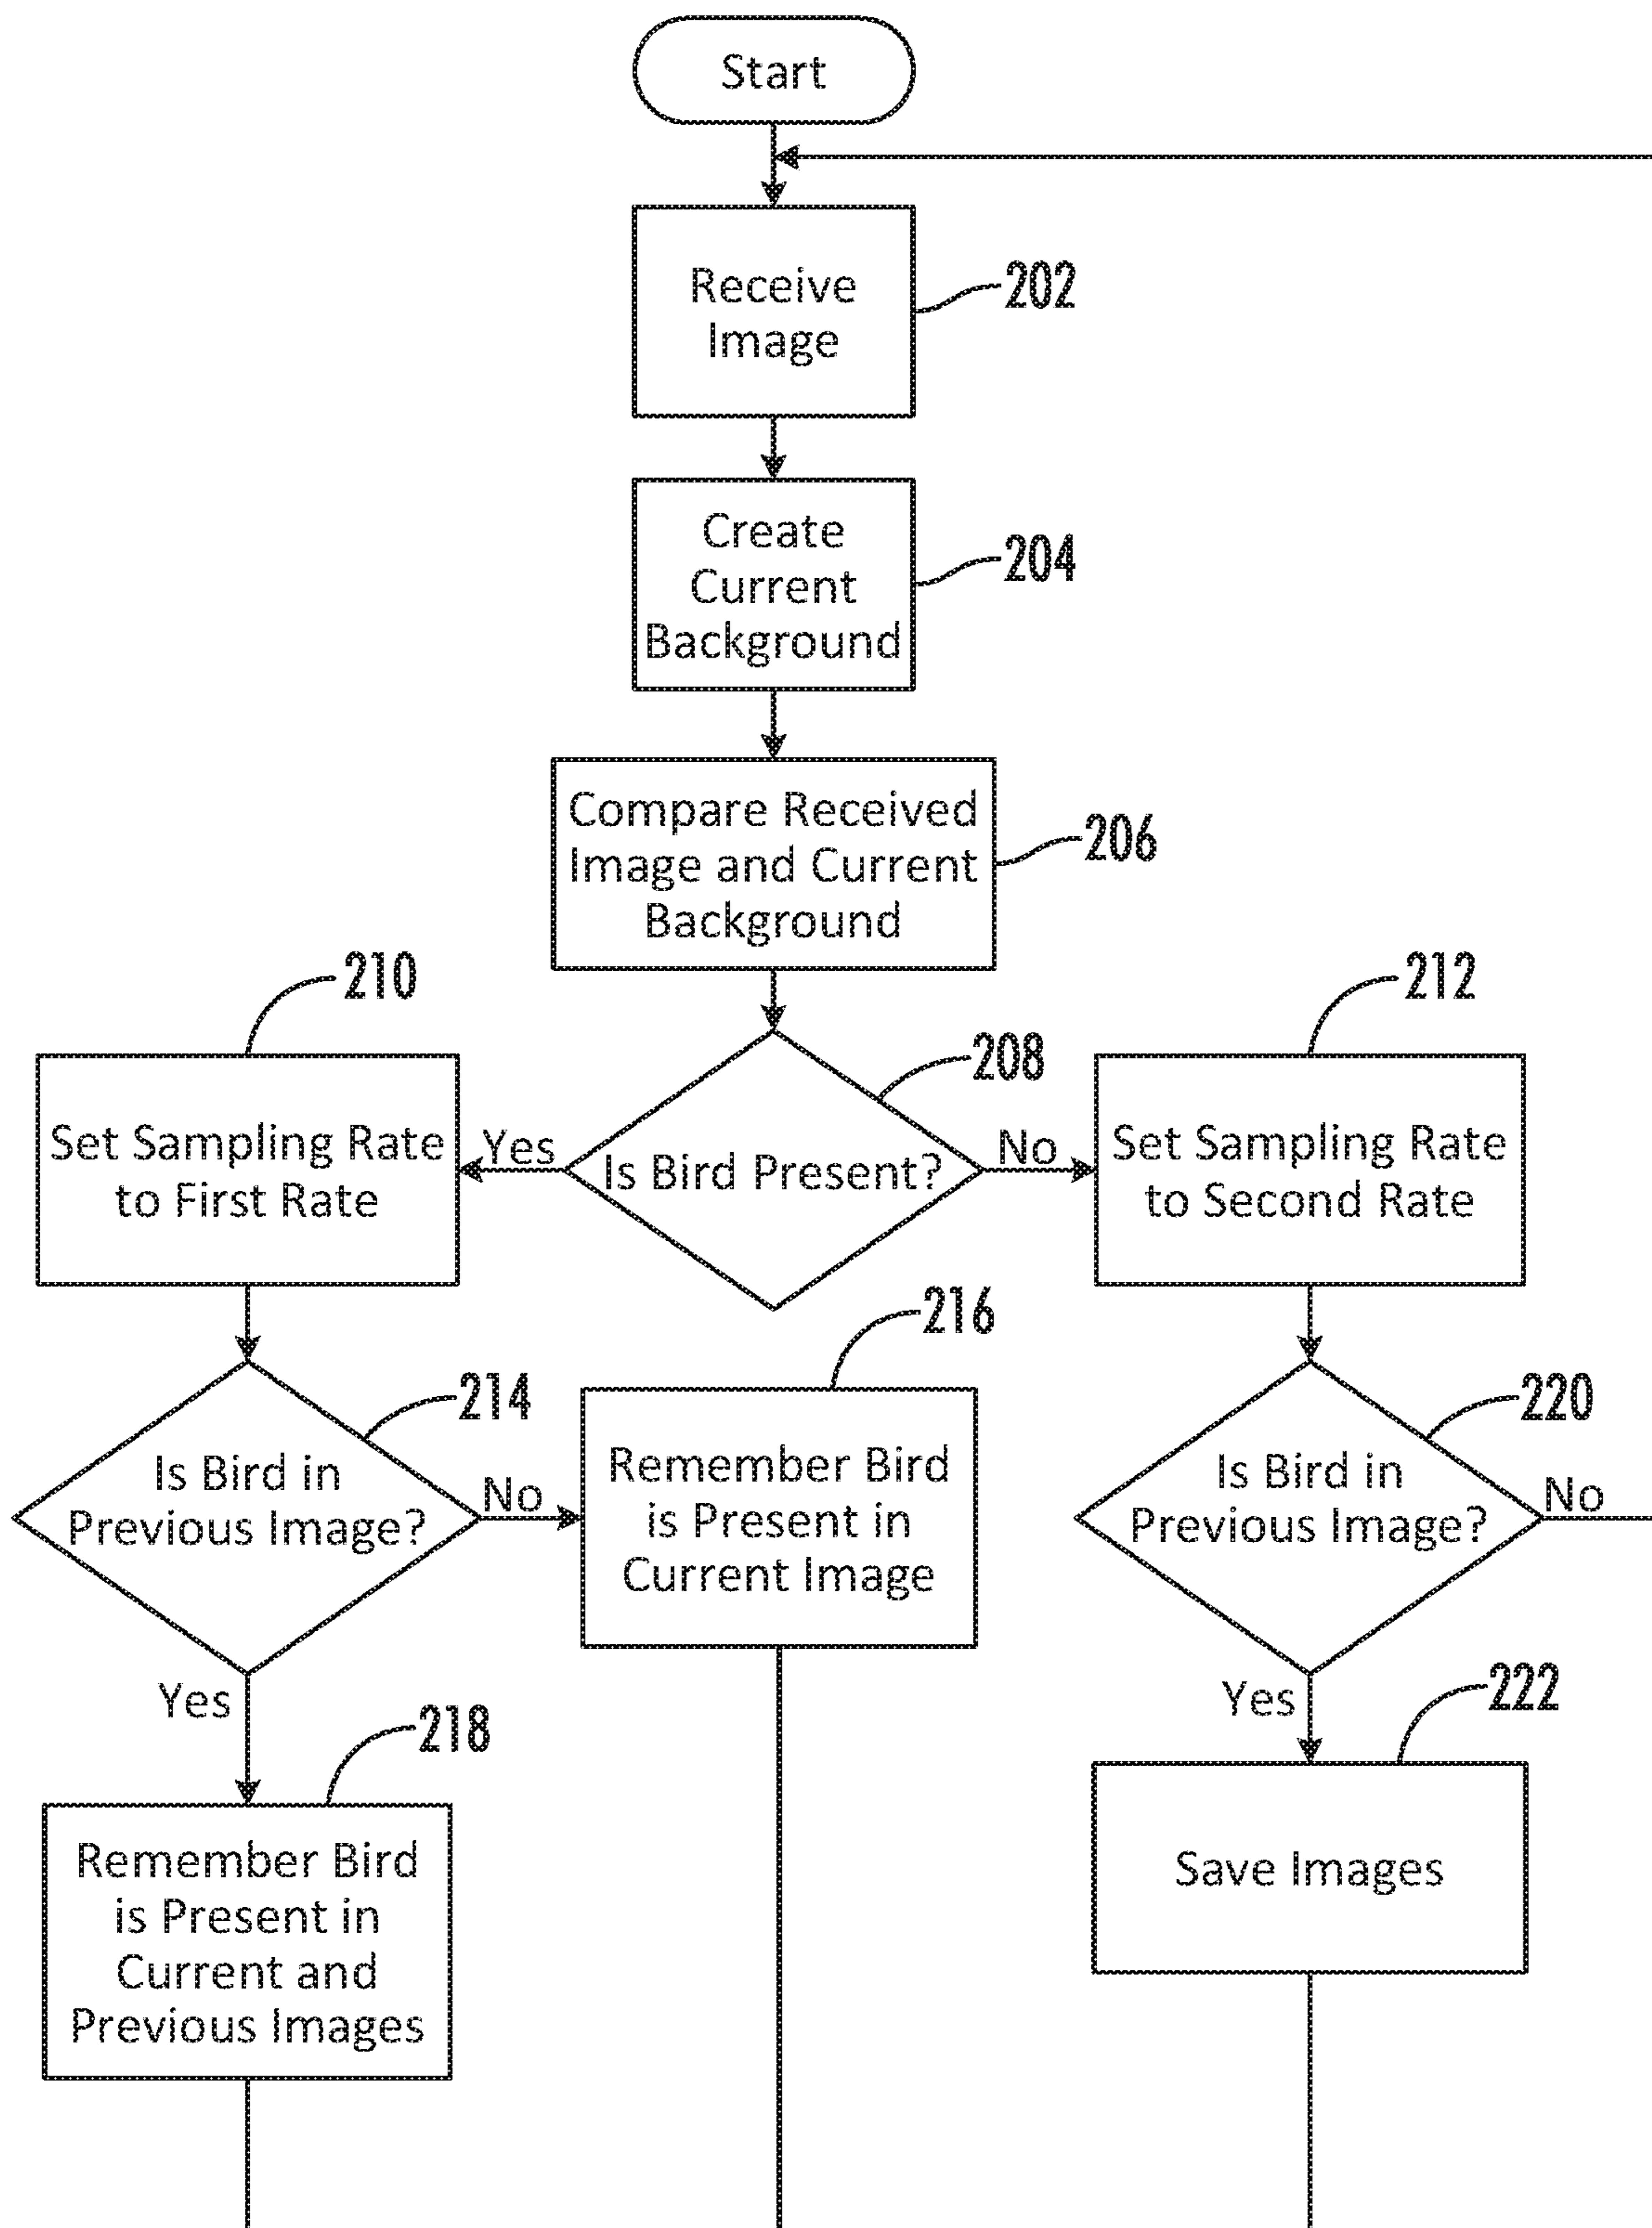 Start
Receive
Image
202
Create
Current
Background
204
Compare Received
Image and Current
Background
206
210
212
208
Set Sampling Rate
to First Rate
Yes
Is Bird Present?
No
Set Sampling Rate
to Second Rate
216
214
220
Is Bird in
Previous Image?
No
Remember Bird
is Present in
Current Image
Is Bird in
Previous Image?
No
Yes
Yes
222
218
Remember Bird
is Present in
Current and
Previous Images
Save Images